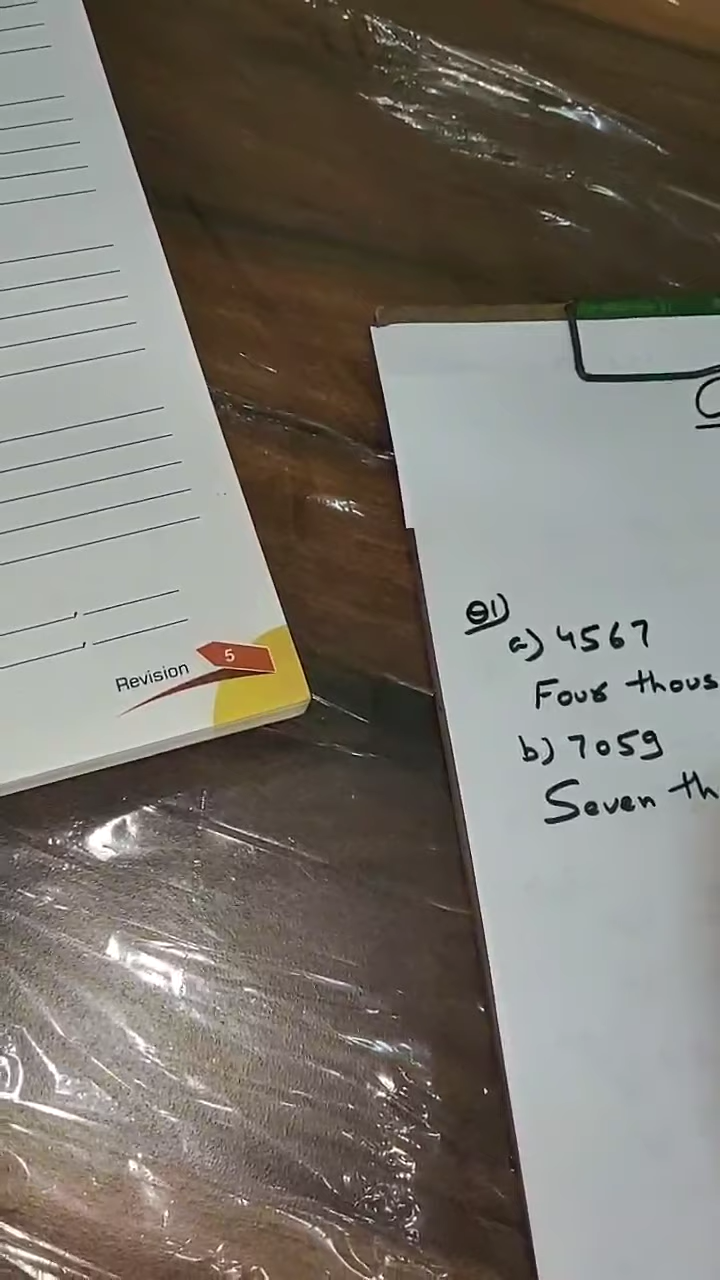 Revision 5
Q1)
a) 4567
Four thous
b) 7059
Seven th